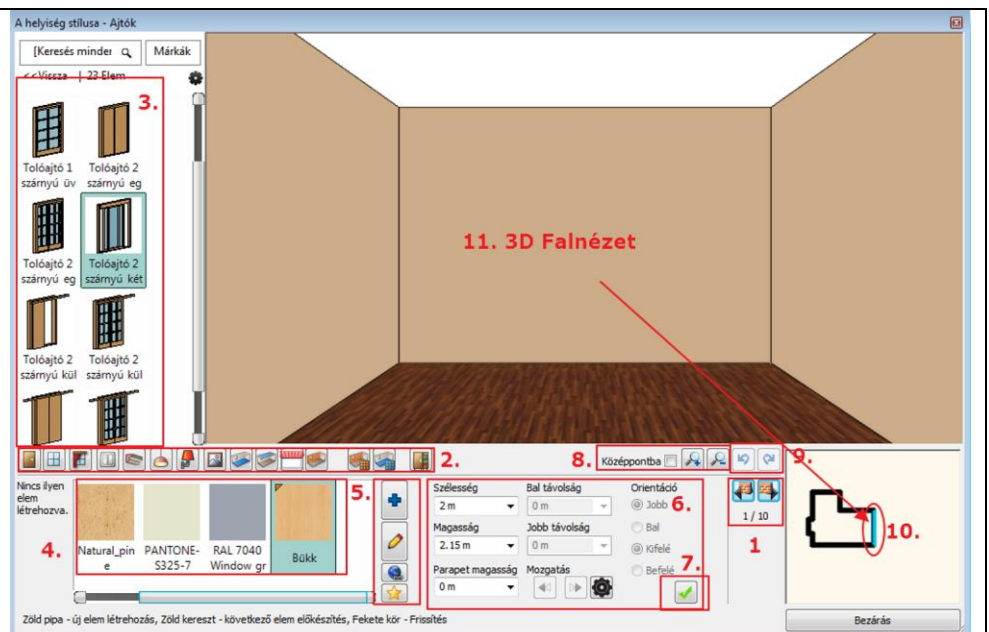 A helyiség stílusa - Ajtók
[Keresés minder
Márkák
<<Vissza | 23 Elem
3.
Tolóajtó 1 szárnyú üv
Tolóajtó 2 szárnyú eg
Tolóajtó 2 szárnyú eg
Tolóajtó 2 szárnyú két
Tolóajtó 2 szárnyú kül
Tolóajtó 2 szárnyú kül
11. 3D Falnézet
2.
8.
Középpontba
9.
Nincs ilyen
elem
létrehozva.
4.
5.
Natural_pin
e
PANTONE-
S325-7
RAL 7040
Window gr
Bükk
Szélesség
2 m
Magasság
2.15 m
Parapet magasság
0 m
Bal távolság
0 m
Jobb távolság
0 m
Mozgatás
Orientáció
Jobb
6.
Bal
Kifelé
Befelé
7.
1 / 10
1
10.
Zöld pipa - új elem létrehozás, Zöld kereszt - következő elem előkészítés, Fekete kör - Frissítés
Bezárás